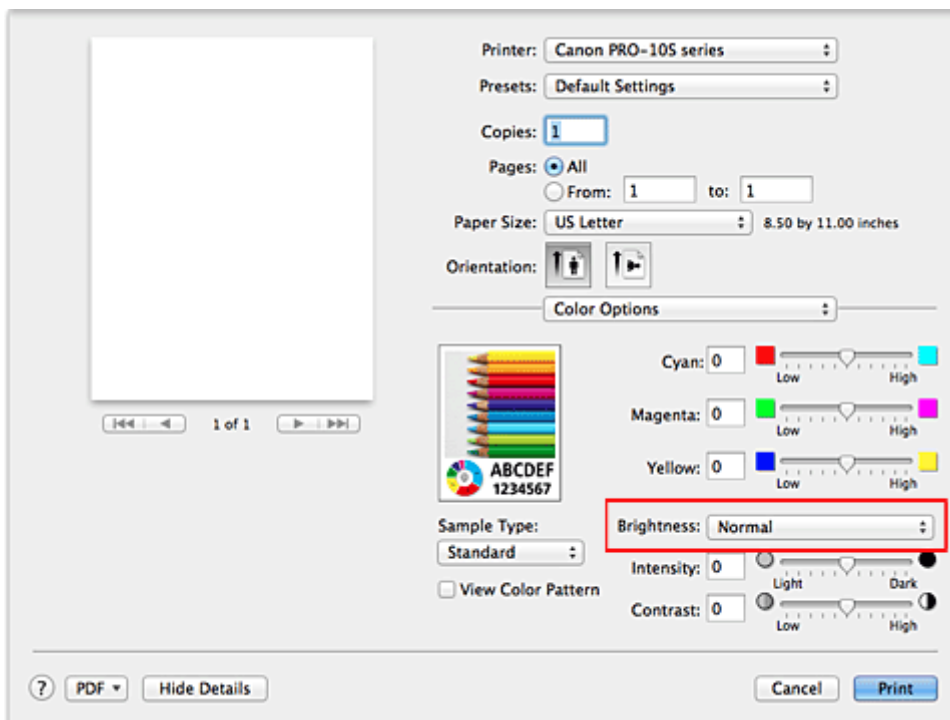 Printer: Canon PRO-10S series
Presets: Default Settings
Copies: 1
Pages: All
From: 1 to: 1
Paper Size: US Letter 8.50 by 11.00 inches
Orientation:
Color Options
1 of 1
ABCDEF
1234567
Sample Type:
Standard
View Color Pattern
Cyan: 0
Low High
Magenta: 0
Low High
Yellow: 0
Low High
Brightness: Normal
Intensity: 0
Light Dark
Contrast: 0
Low High
? PDF Hide Details Cancel Print